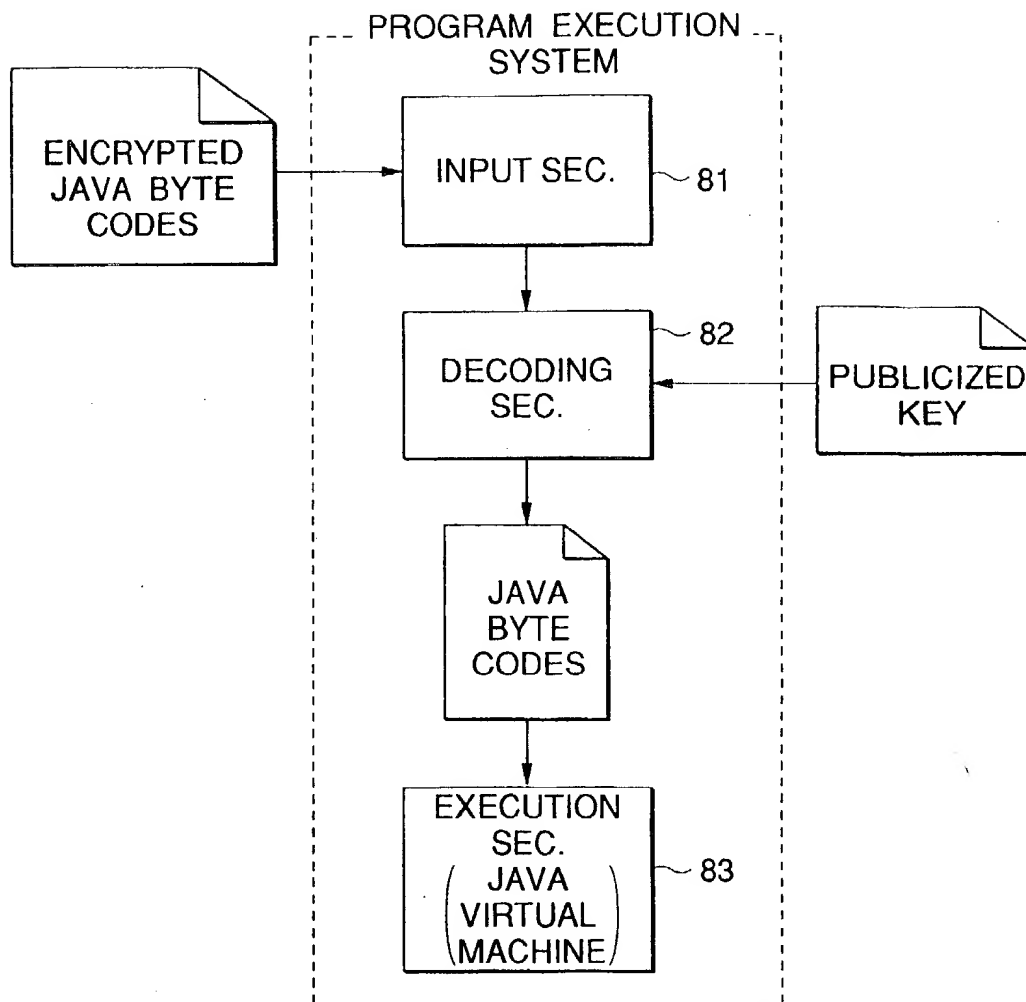 PROGRAM EXECUTION
SYSTEM
ENCRYPTED
JAVA BYTE
CODES
INPUT SEC.
81
DECODING
SEC.
82
PUBLICIZED
KEY
JAVA
BYTE
CODES
EXECUTION
SEC.
(JAVA
VIRTUAL
MACHINE)
83